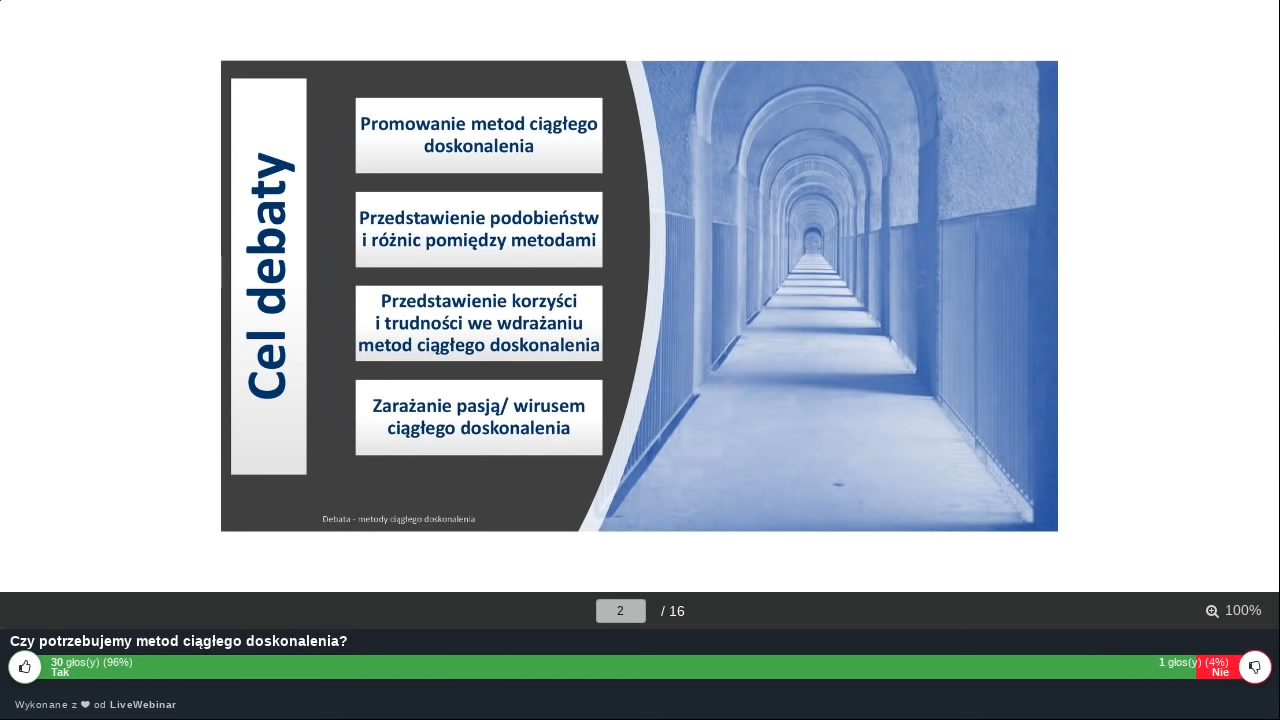 Cel debaty
Promowanie metod ciągłego
doskonalenia
Przedstawienie podobieństw
i różnic pomiędzy metodami
Przedstawienie korzyści
i trudności we wdrażaniu
metod ciągłego doskonalenia
Zarażanie pasją/ wirusem
ciągłego doskonalenia
Debata - metody ciągłego doskonalenia
2 / 16
100%
Czy potrzebujemy metod ciągłego doskonalenia?
30 głos(y) (96%)
Tak
1 głos(y) (4%)
Nie
Wykonane z ❤ od LiveWebinar